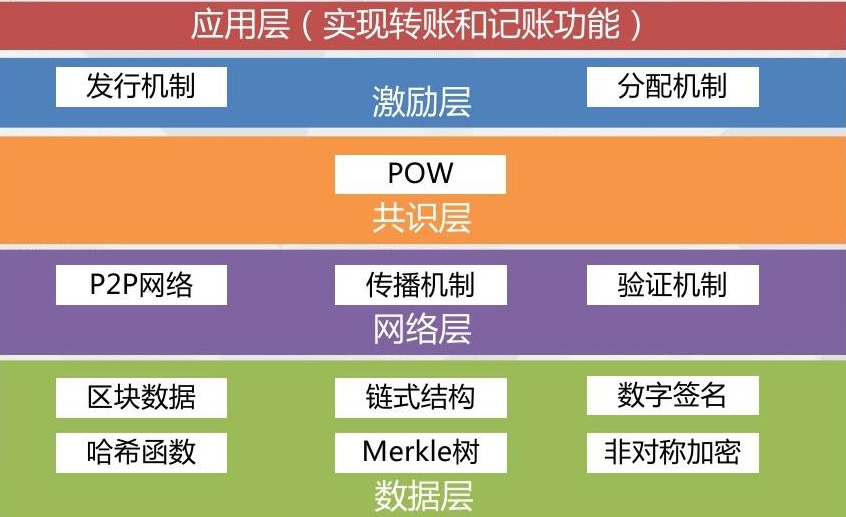 应用层（实现转账和记账功能）
发行机制
分配机制
激励层
POW
共识层
P2P网络
传播机制
验证机制
网络层
区块数据
链式结构
数字签名
哈希函数
Merkle树
非对称加密
数据层